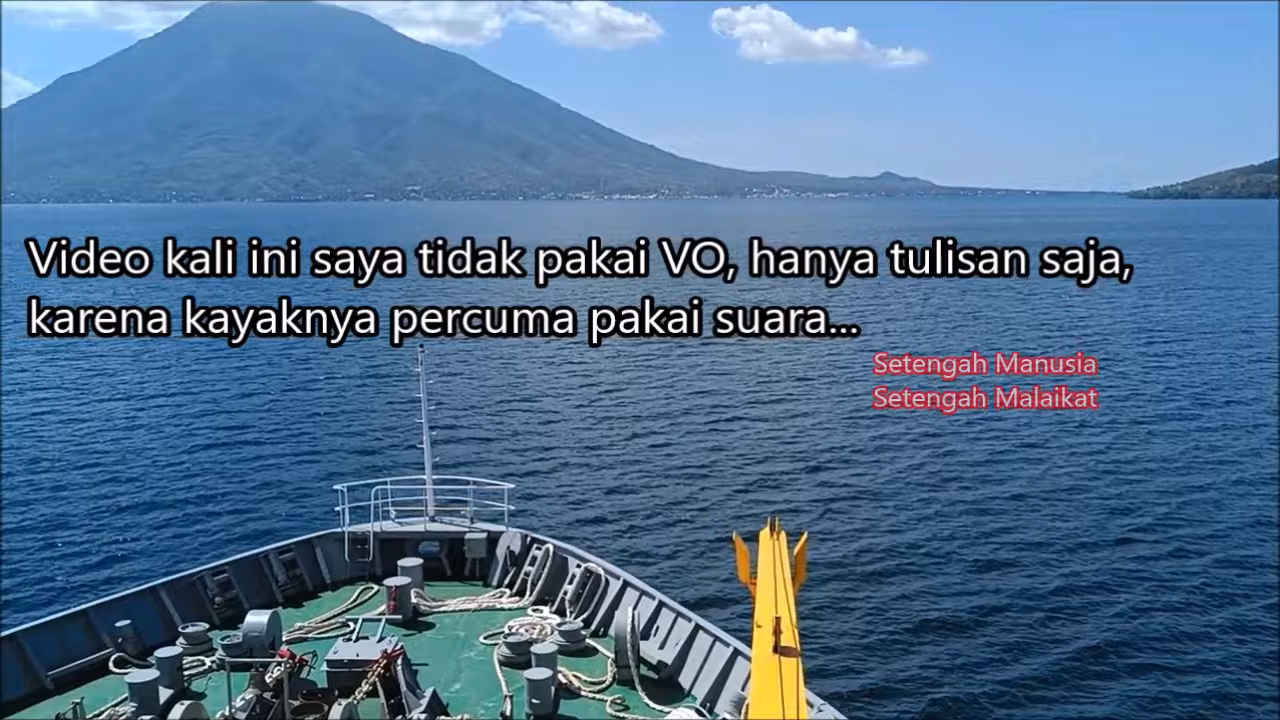 Video kali ini saya tidak pakai VO, hanya tulisan saja,
karena kayaknya percuma pakai suara...
Setengah Manusia
Setengah Malaikat